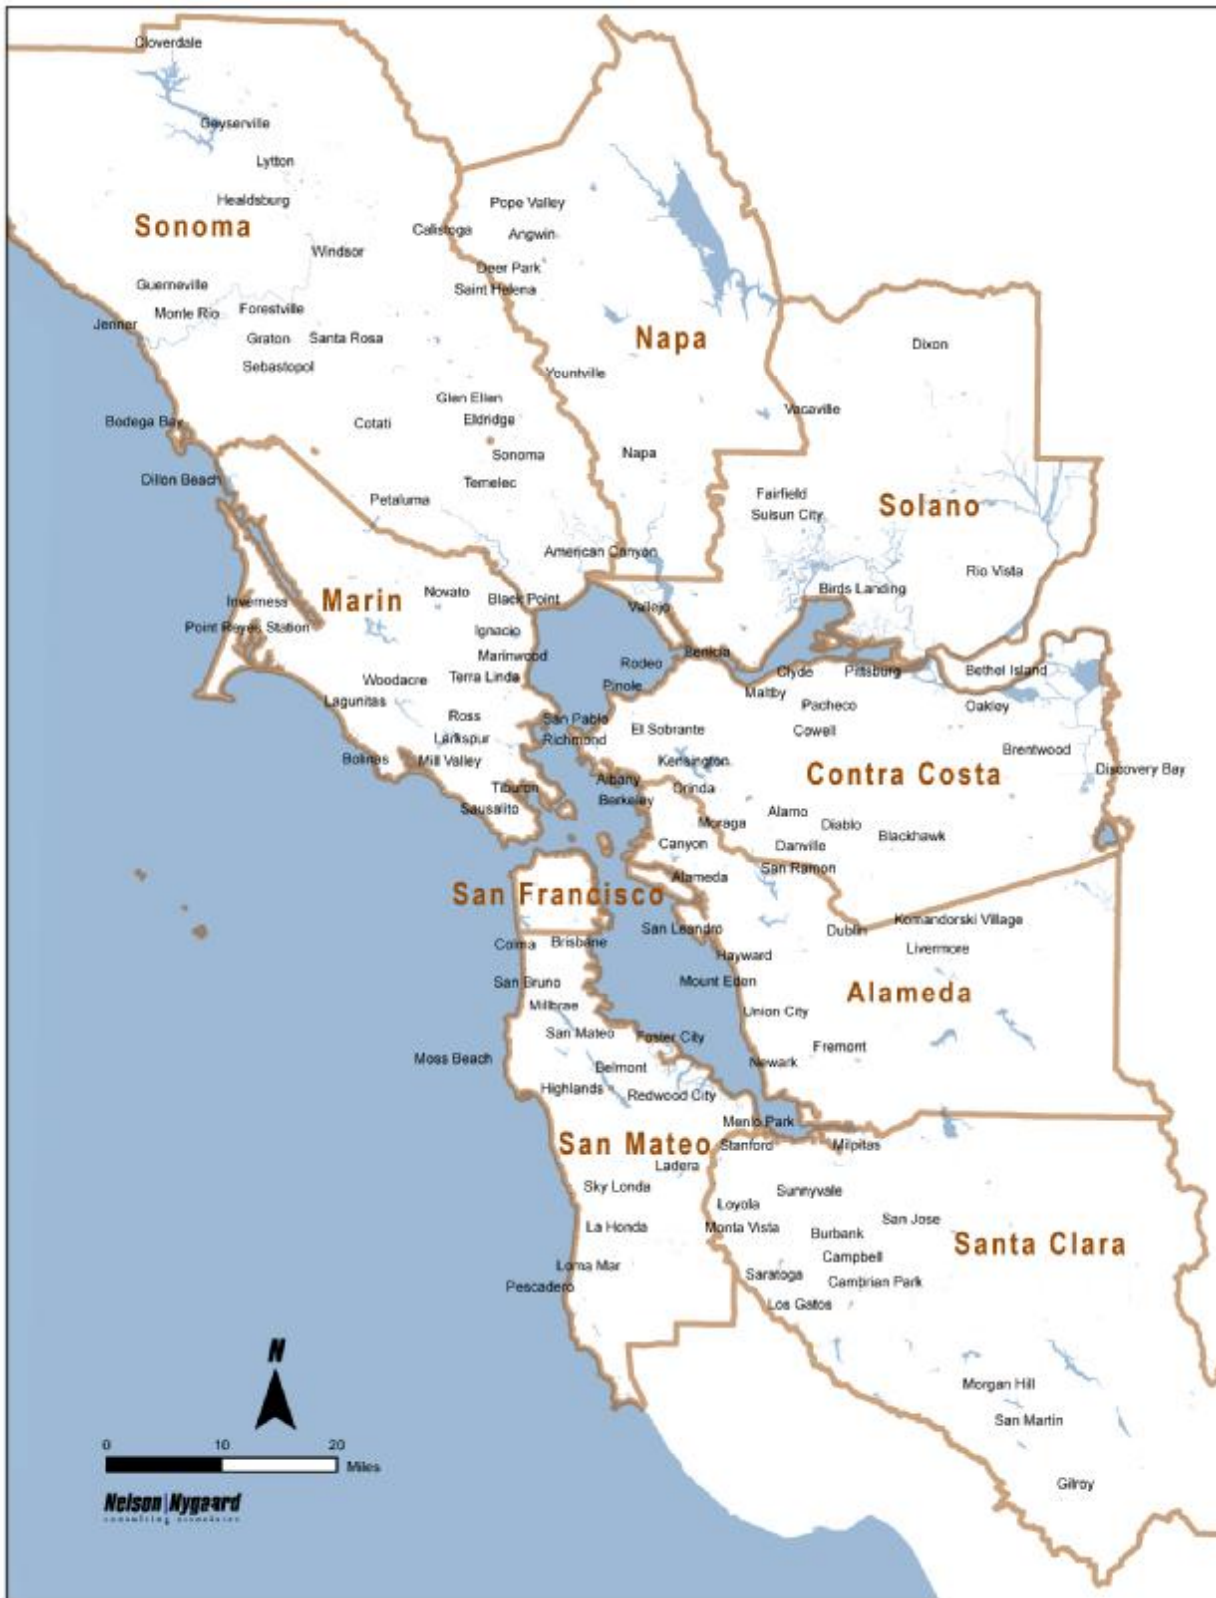 Cloverdale
Geyserville
Lytton
Healdsburg
Sonoma
Windsor
Guerneville
Monte Rio
Forestville
Jenner
Graton
Santa Rosa
Sebastopol
Calistoga
Pope Valley
Angwin
Deer Park
Saint Helena
Napa
Yountville
Dixon
Vacaville
Glen Ellen
Eldridge
Bodega Bay
Cotati
Sonoma
Napa
Dillon Beach
Temelec
Petaluma
Fairfield
Suisun City
Solano
American Canyon
Rio Vista
Birds Landing
Marin
Novato
Black Point
Vallejo
Inverness
Point Reyes Station
Ignacio
Marinwood
Benicia
Rodeo
Woodacre
Terra Linda
Pinole
Clyde
Pittsburg
Bethel Island
Lagunitas
Maltby
Pacheco
Oakley
Ross
San Pablo
Larkspur
Richmond
El Sobrante
Cowell
Brentwood
Bolinas
Mill Valley
Kensington
Contra Costa
Discovery Bay
Tiburon
Albany
Orinda
Sausalito
Berkeley
Moraga
Alamo
Diablo
Blackhawk
Canyon
Danville
San Ramon
Alameda
San Francisco
Komandorski Village
San Leandro
Dublin
Colma
Brisbane
Livermore
Hayward
San Bruno
Mount Eden
Alameda
Millbrae
Union City
San Mateo
Foster City
Fremont
Moss Beach
Belmont
Newark
Highlands
Redwood City
Menlo Park
San Mateo
Stanford
Milpitas
Ladera
Sky Londa
Sunnyvale
Loyola
La Honda
Monta Vista
Burbank
San Jose
Santa Clara
Campbell
Loma Mar
Saratoga
Cambrian Park
Pescadero
Los Gatos
Morgan Hill
San Martin
Gilroy
N
0 10 20
Miles
Nelson|Nygaard
consulting associates